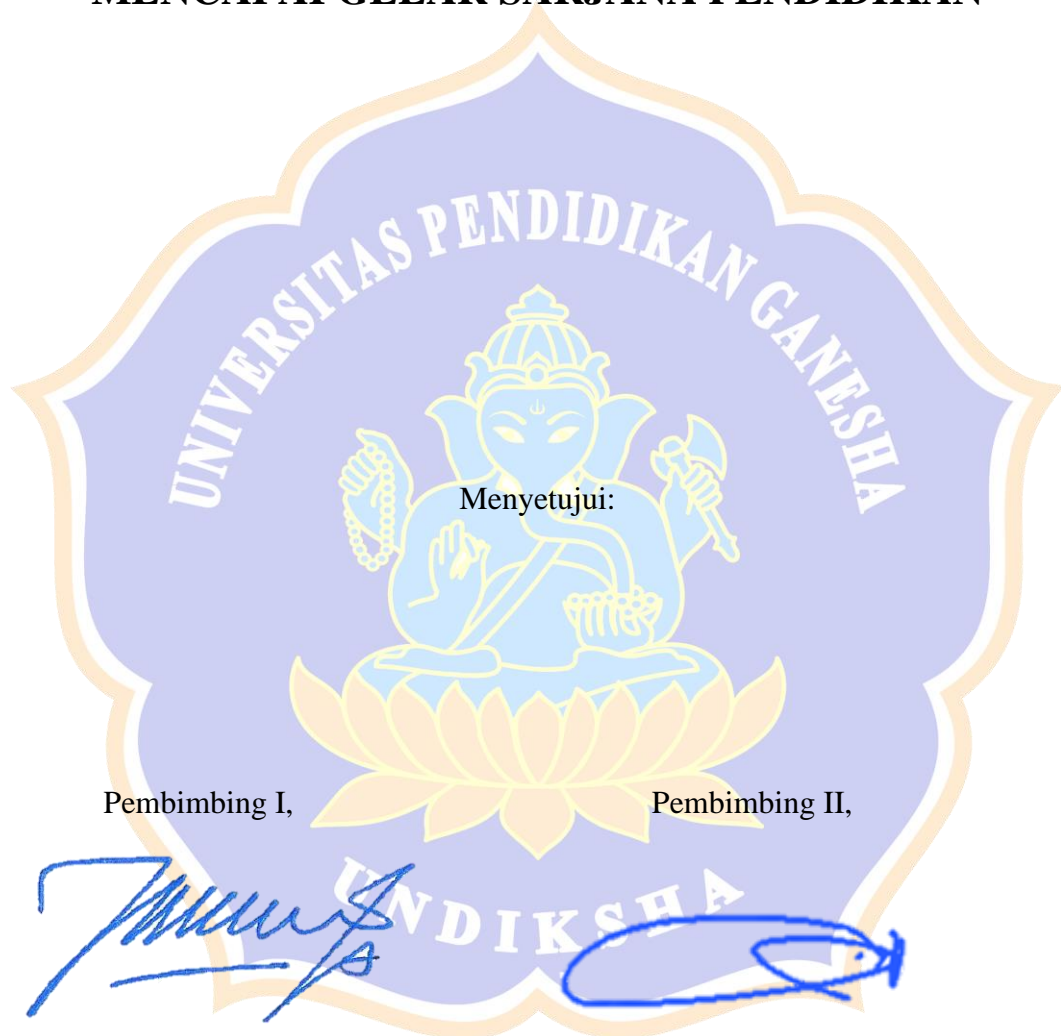 MENCAPAI GELAR SARJANA PENDIDIKAN
UNIVERSITAS PENDIDIKAN GANESHA
Menyetujui:
Pembimbing I,
Pembimbing II,
UNDIKSHA